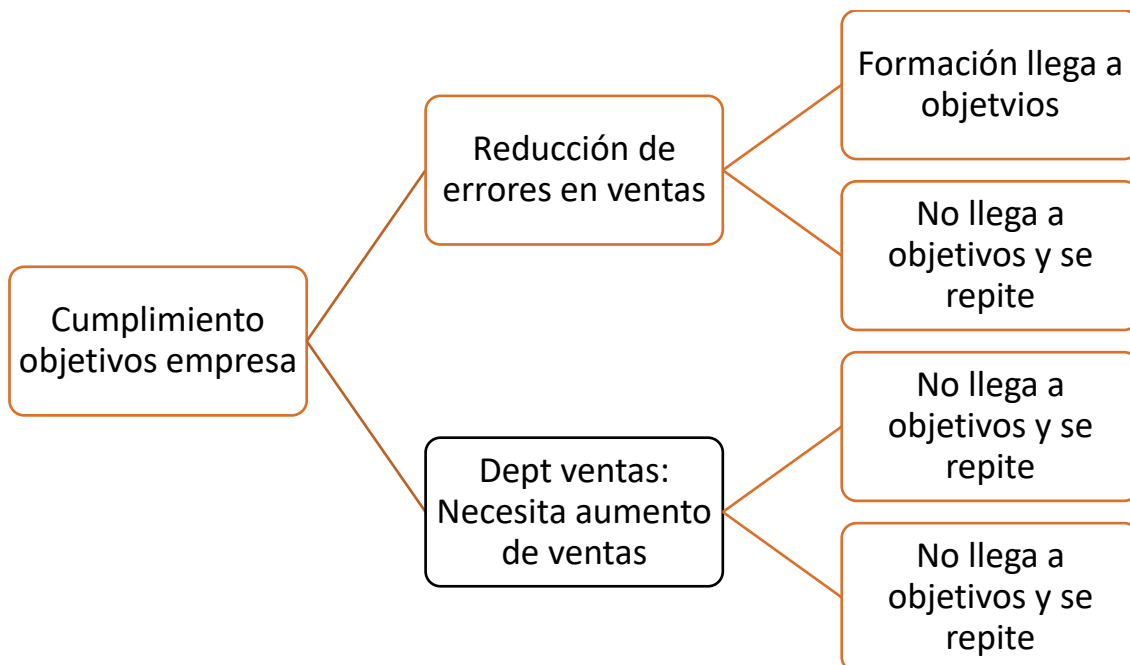 Formación llega a
objetvios
Reducción de
errores en ventas
No llega a
objetivos y se
repite
Cumplimiento
objetivos empresa
No llega a
objetivos y se
repite
Dept ventas:
Necesita aumento
de ventas
No llega a
objetivos y se
repite